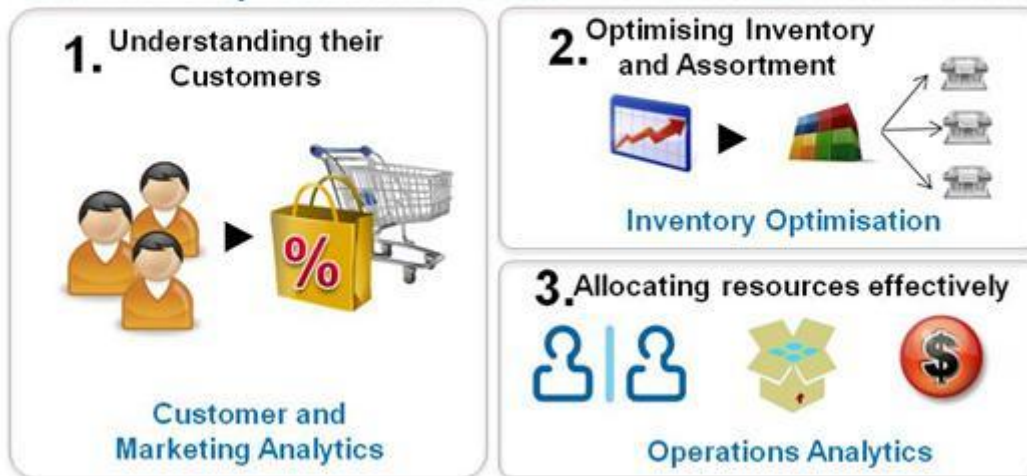 1. Understanding their
Customers
%
Customer and
Marketing Analytics
2. Optimising Inventory
and Assortment
Inventory Optimisation
3. Allocating resources effectively
$
Operations Analytics